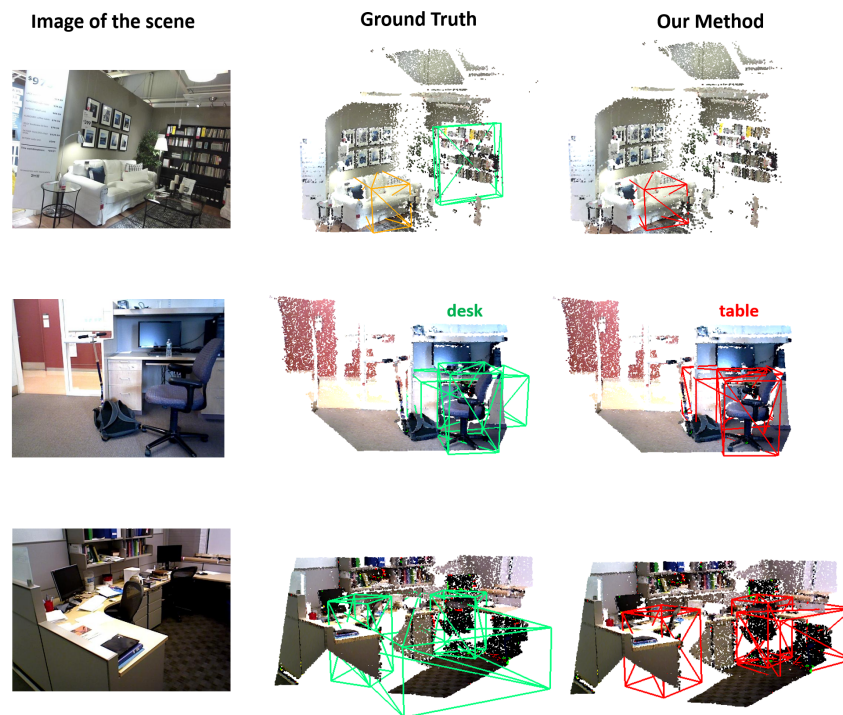 Image of the scene
Ground Truth
Our Method
desk
table